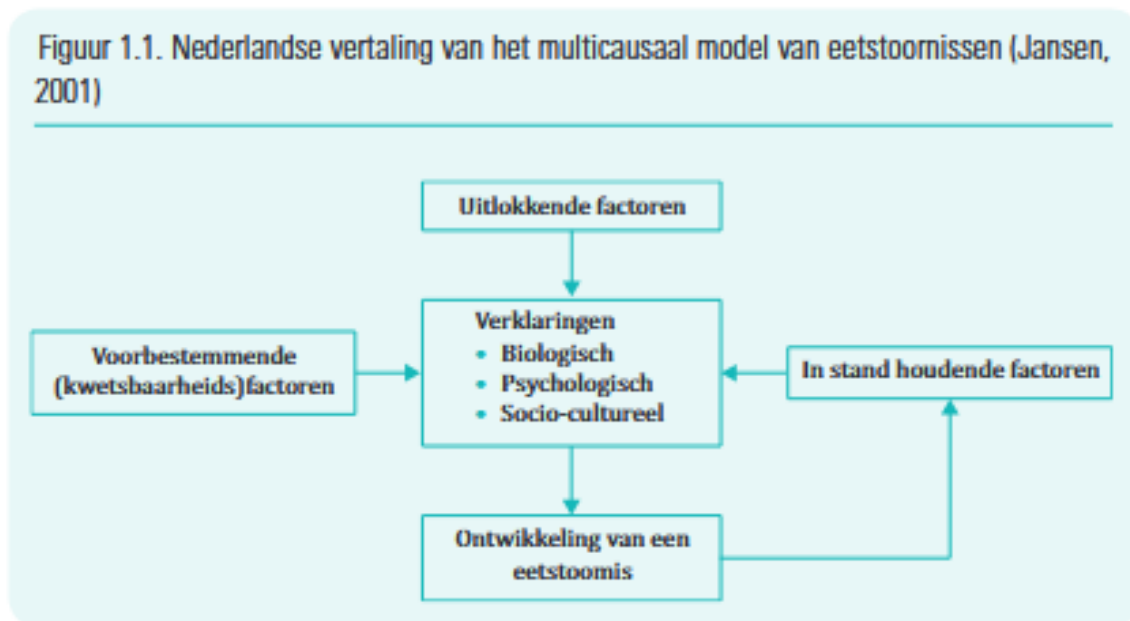 Figuur 1.1. Nederlandse vertaling van het multicausaal model van eetstoornissen (Jansen,
2001)
Uitlokkende factoren
Verklaringen
• Biologisch
• Psychologisch
• Socio-cultureel
Voorbestemmende
(kwetsbaarheids)factoren
In stand houdende factoren
Ontwikkeling van een
eetstoornis